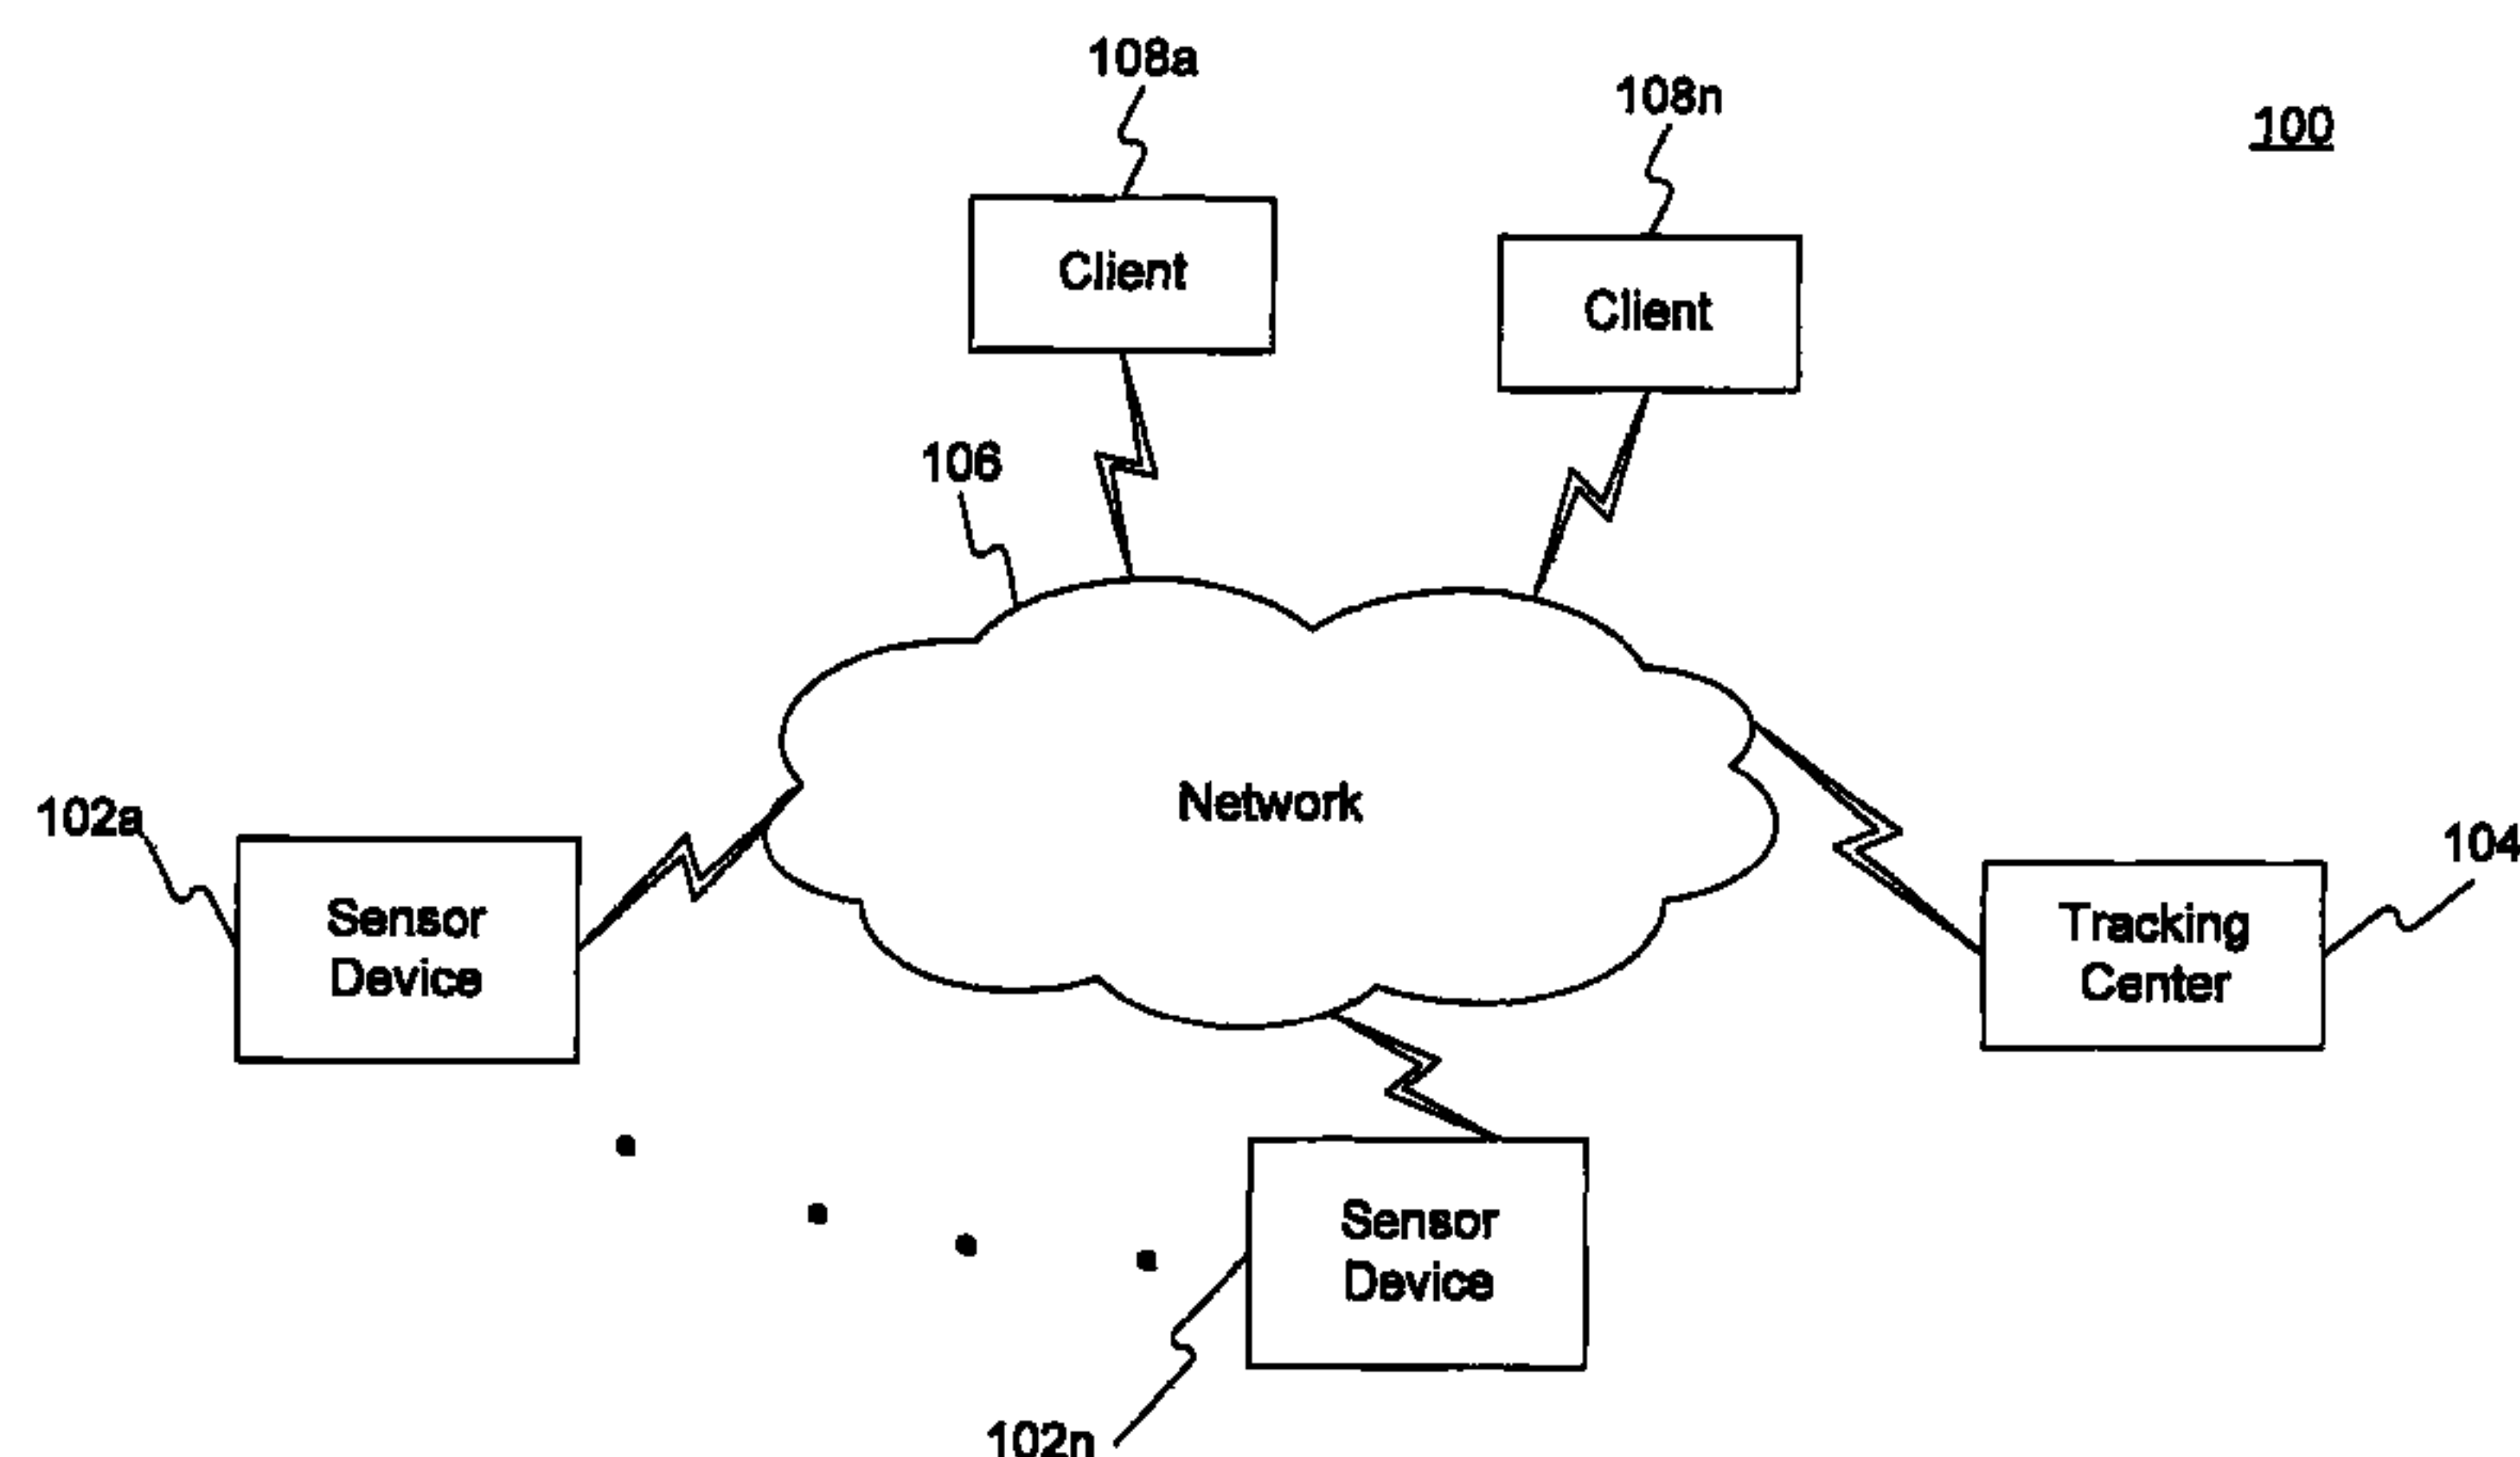 108a
108n
100
Client
Client
106
Network
102a
104
Sensor
Device
Tracking
Center
Sensor
Device
102n